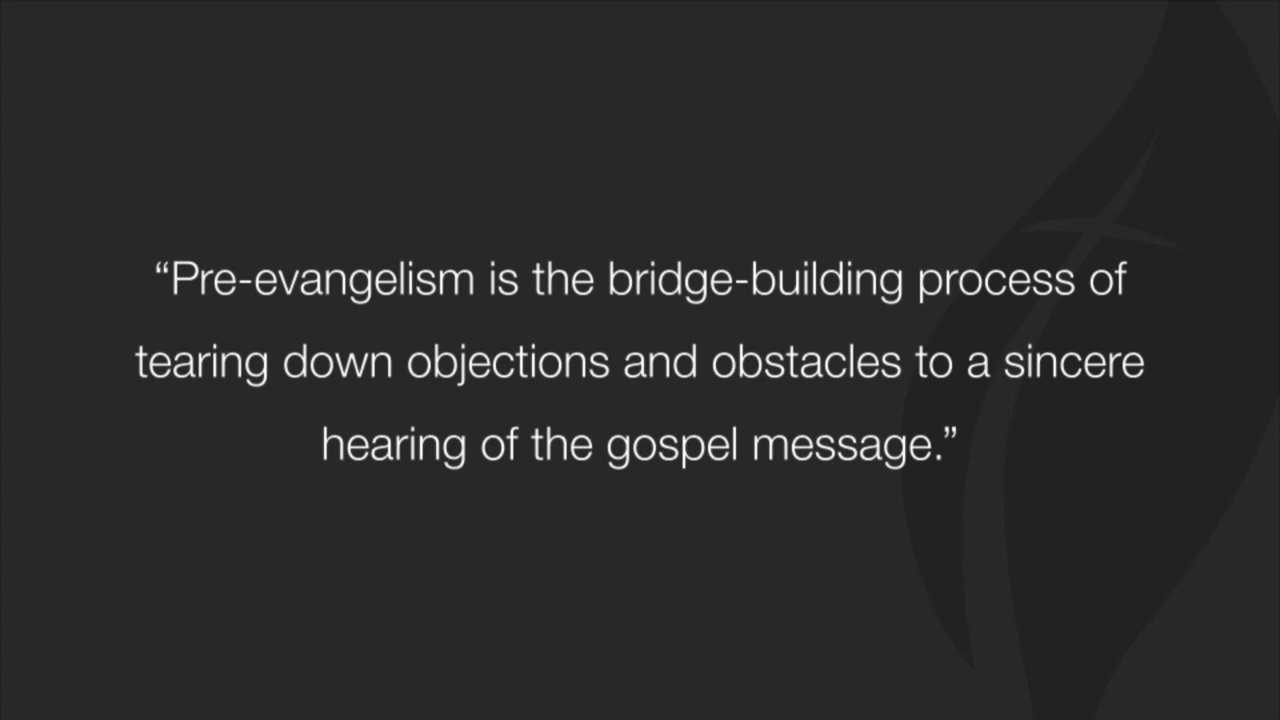 “Pre-evangelism is the bridge-building process of
tearing down objections and obstacles to a sincere
hearing of the gospel message.”